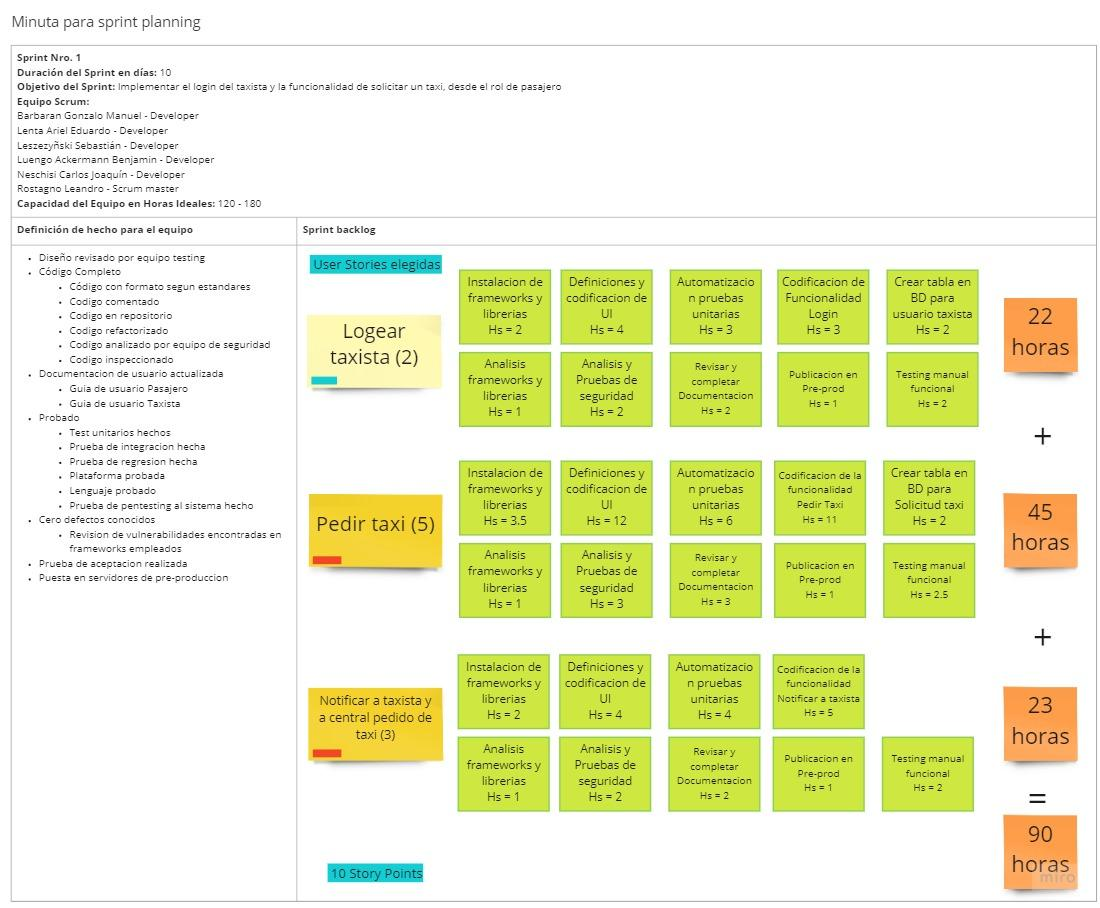 Minuta para sprint planning
Sprint Nro. 1
Duración del Sprint en días: 10
Objetivo del Sprint: Implementar el login del taxista y la funcionalidad de solicitar un taxi, desde el rol de pasajero
Equipo Scrum:
Barbaran Gonzalo Manuel - Developer
Lenta Ariel Eduardo - Developer
Leszezyñski Sebastián - Developer
Luengo Ackermann Benjamin - Developer
Neschisi Carlos Joaquín - Developer
Rostagno Leandro - Scrum master
Capacidad del Equipo en Horas Ideales: 120 - 180
Definición de hecho para el equipo
Diseño revisado por equipo testing
Código Completo
Código con formato segun estandares
Codigo comentado
Codigo en repositorio
Codigo refactorizado
Codigo analizado por equipo de seguridad
Codigo inspeccionado
Documentacion de usuario actualizada
Guia de usuario Pasajero
Guia de usuario Taxista
Probado
Test unitarios hechos
Prueba de integracion hecha
Prueba de regresion hecha
Plataforma probada
Lenguaje probado
Prueba de pentesting al sistema hecho
Cero defectos conocidos
Revision de vulnerabilidades encontradas en
frameworks empleados
Prueba de aceptacion realizada
Puesta en servidores de pre-produccion
Sprint backlog
User Stories elegidas
Logear
taxista (2)
Instalacion de
frameworks y
librerias
Hs = 2
Definiciones y
codificacion de
UI
Hs = 4
Automatizacio
n pruebas
unitarias
Hs = 3
Codificacion de
Funcionalidad
Login
Hs = 3
Crear tabla en
BD para
usuario taxista
Hs = 2
Analisis
frameworks y
librerias
Hs = 1
Analisis y
Pruebas de
seguridad
Hs = 2
Revisar y
completar
Documentacion
Hs = 2
Publicacion en
Pre-prod
Hs = 1
Testing manual
funcional
Hs = 2
22
horas
+
Pedir taxi (5)
Instalacion de
frameworks y
librerias
Hs = 3.5
Definiciones y
codificacion de
UI
Hs = 12
Automatizacio
n pruebas
unitarias
Hs = 6
Codificacion de la
funcionalidad
Pedir Taxi
Hs = 11
Crear tabla en
BD para
Solicitud taxi
Hs = 2
Analisis
frameworks y
librerias
Hs = 1
Analisis y
Pruebas de
seguridad
Hs = 3
Revisar y
completar
Documentacion
Hs = 3
Publicacion en
Pre-prod
Hs = 1
Testing manual
funcional
Hs = 2.5
45
horas
+
Notificar a taxista y
a central pedido de
taxi (3)
Instalacion de
frameworks y
librerias
Hs = 2
Definiciones y
codificacion de
UI
Hs = 4
Automatizacio
n pruebas
unitarias
Hs = 4
Codificacion de la
funcionalidad
Notificar a taxista
Hs = 5
Analisis
frameworks y
librerias
Hs = 1
Analisis y
Pruebas de
seguridad
Hs = 2
Revisar y
completar
Documentacion
Hs = 2
Publicacion en
Pre-prod
Hs = 1
Testing manual
funcional
Hs = 2
23
horas
=
90
horas
miro
10 Story Points